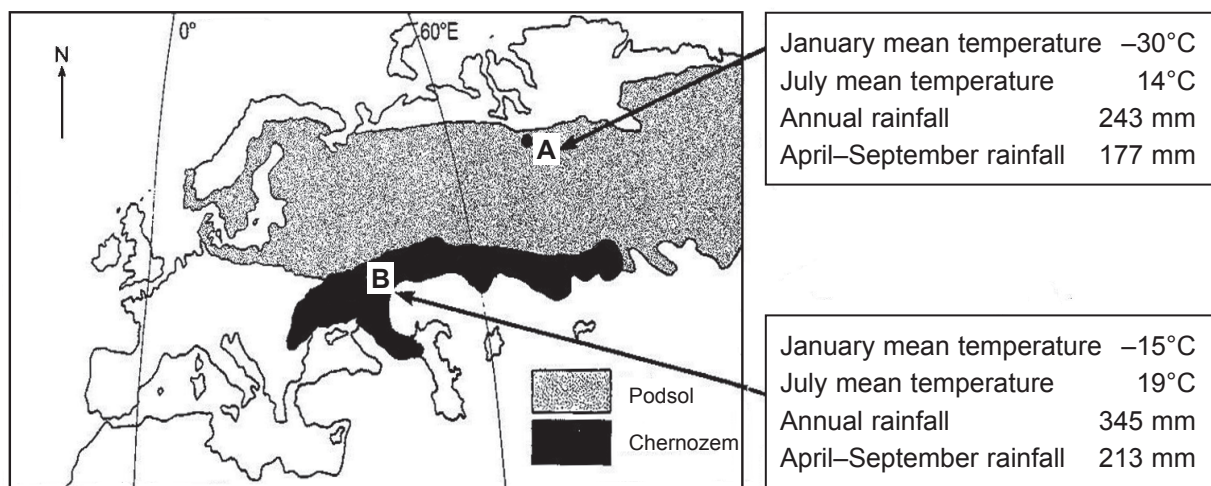 0°
60°E
N
A
B
Podsol
Chernozem
January mean temperature –30°C
July mean temperature 14°C
Annual rainfall 243 mm
April–September rainfall 177 mm
January mean temperature –15°C
July mean temperature 19°C
Annual rainfall 345 mm
April–September rainfall 213 mm